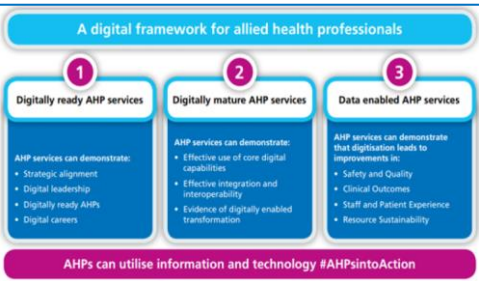 A digital framework for allied health professionals
1
Digitally ready AHP services
AHP services can demonstrate:
• Strategic alignment
• Digital leadership
• Digitally ready AHPs
• Digital careers
2
Digitally mature AHP services
AHP services can demonstrate:
• Effective use of core digital
capabilities
• Effective integration and
interoperability
• Evidence of digitally enabled
transformation
3
Data enabled AHP services
AHP services can demonstrate
that digitisation leads to
improvements in:
• Safety and Quality
• Clinical Outcomes
• Staff and Patient Experience
• Resource Sustainability
AHPs can utilise information and technology #AHPsintoAction